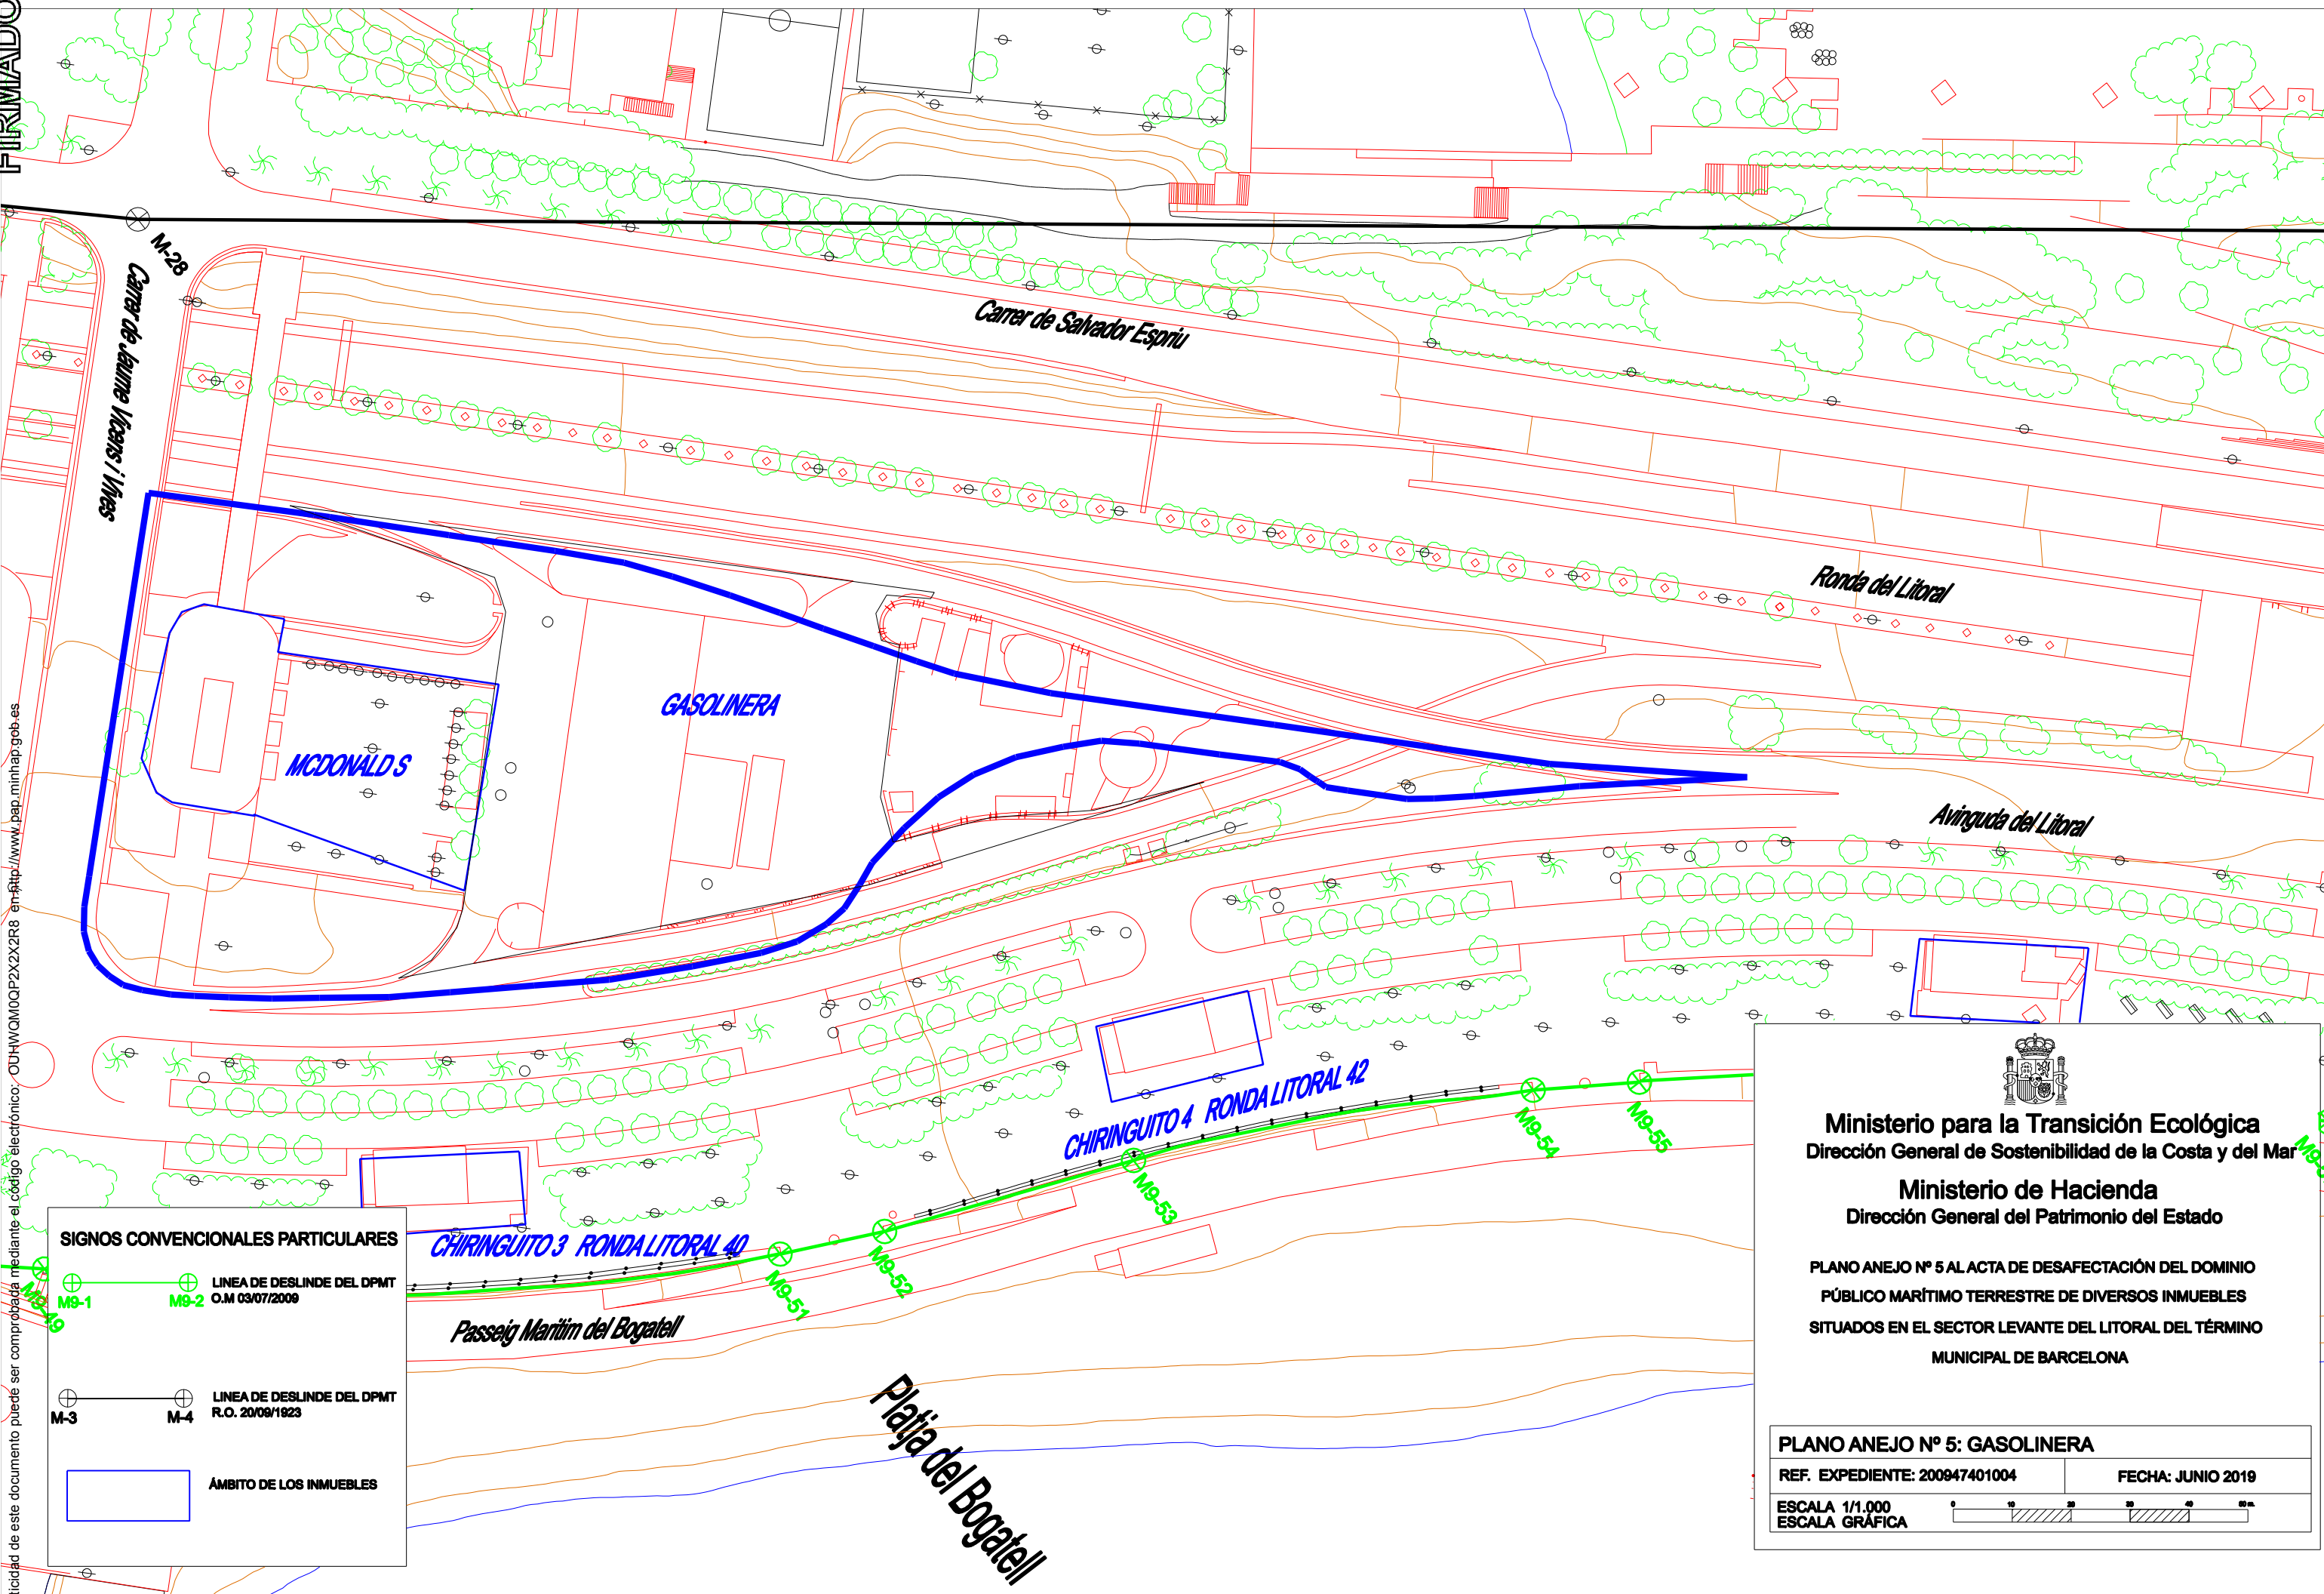 FIRMADO
M-28
Carrer de Jaume Vicens i Vives
Carrer de Salvador Espriu
Ronda del Litoral
GASOLINERA
MCDONALD S
Avinguda del Litoral
CHIRINGUITO 4 RONDA LITORAL 42
M9-54
M9-55
M9-53
M9-52
M9-51
M9-49
CHIRINGUITO 3 RONDA LITORAL 40
Passeig Marítim del Bogatell
Platja del Bogatell
ticidad de este documento puede ser comprobada mediante el código electrónico: OUHWQM0QP2X2X2R8 en http://www.pap.minhap.gob.es
SIGNOS CONVENCIONALES PARTICULARES
M9-1 M9-2
LINEA DE DESLINDE DEL DPMT
O.M 03/07/2009
M-3 M-4
LINEA DE DESLINDE DEL DPMT
R.O. 20/09/1923
ÁMBITO DE LOS INMUEBLES
Ministerio para la Transición Ecológica
Dirección General de Sostenibilidad de la Costa y del Mar
Ministerio de Hacienda
Dirección General del Patrimonio del Estado
PLANO ANEJO Nº 5 AL ACTA DE DESAFECTACIÓN DEL DOMINIO
PÚBLICO MARÍTIMO TERRESTRE DE DIVERSOS INMUEBLES
SITUADOS EN EL SECTOR LEVANTE DEL LITORAL DEL TÉRMINO
MUNICIPAL DE BARCELONA
PLANO ANEJO Nº 5: GASOLINERA
REF. EXPEDIENTE: 200947401004
FECHA: JUNIO 2019
ESCALA 1/1.000
ESCALA GRÁFICA
0 10 20 30 40 50 m.